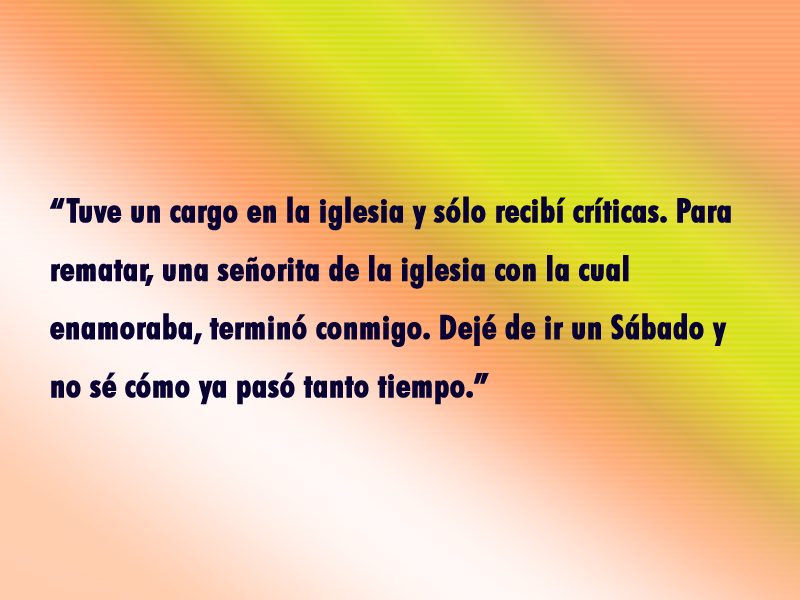 “Tuve un cargo en la iglesia y sólo recibí críticas. Para
rematar, una señorita de la iglesia con la cual
enamoraba, terminó conmigo. Dejé de ir un Sábado y
no sé cómo ya pasó tanto tiempo.”